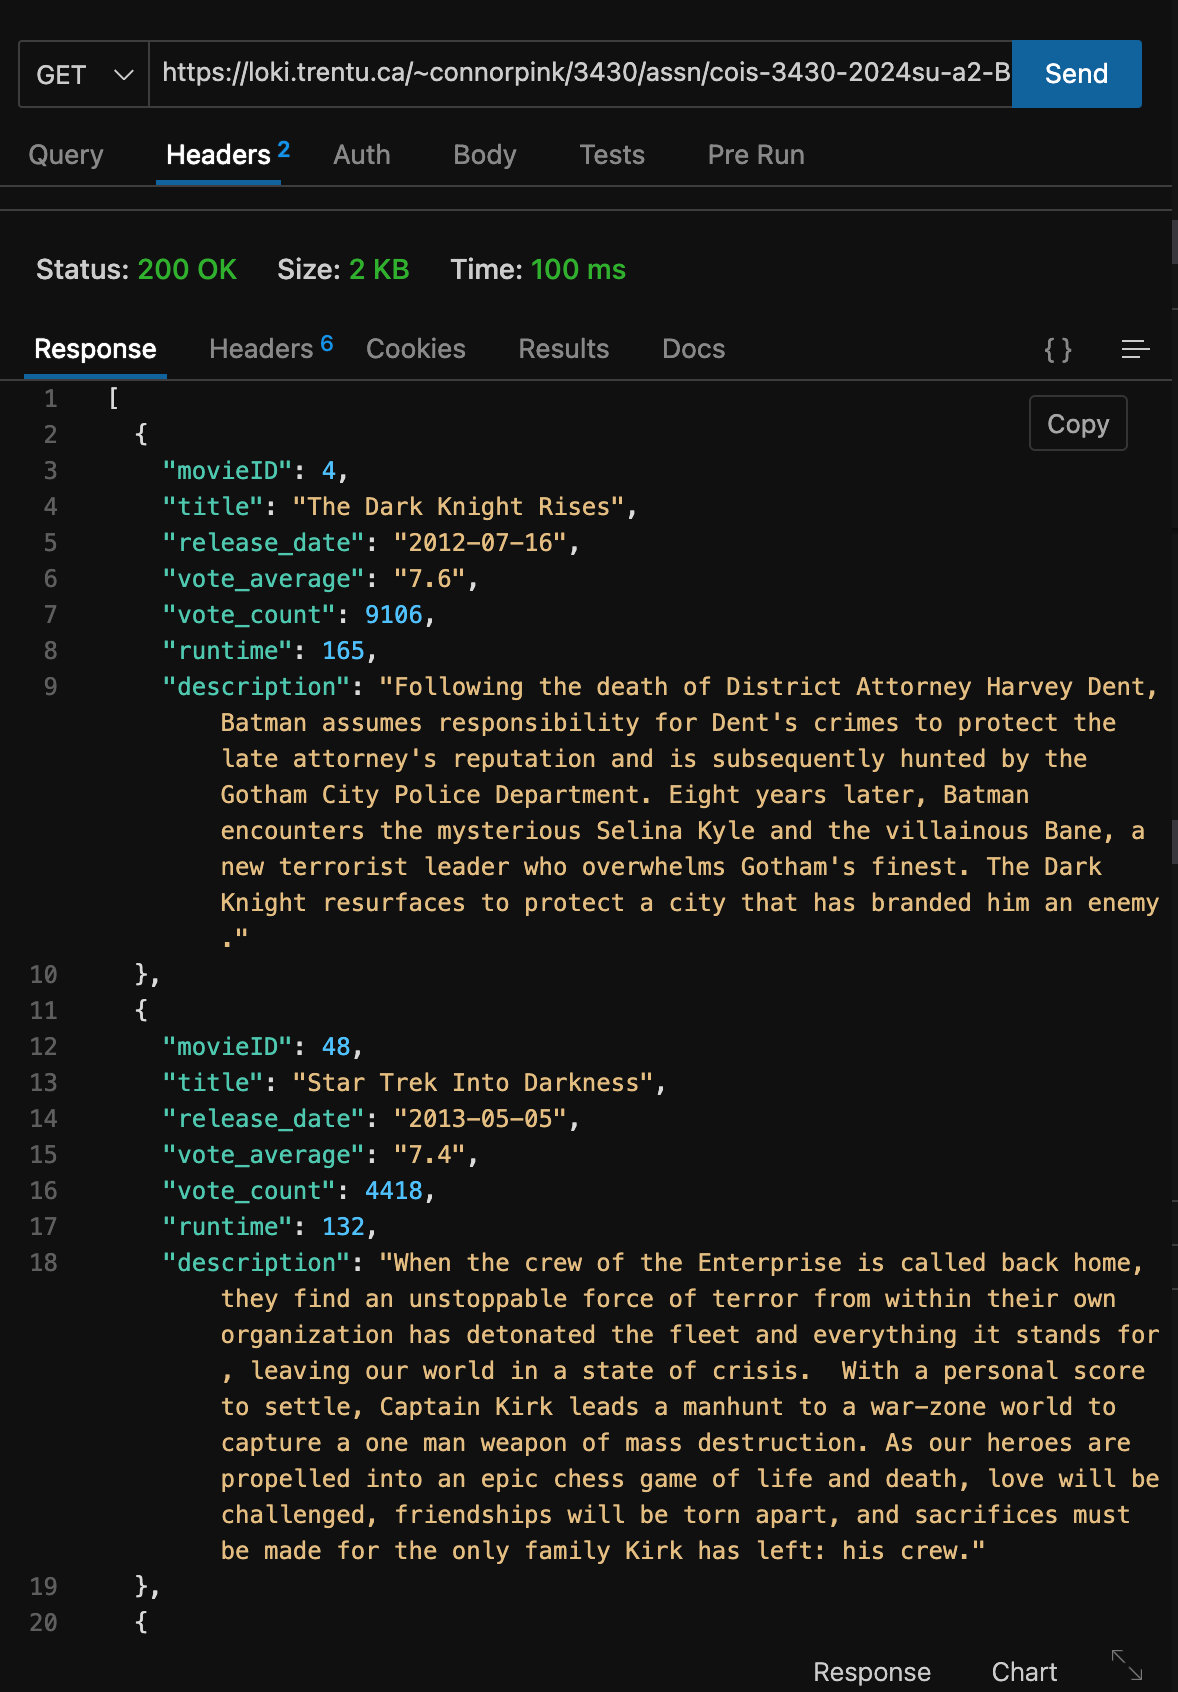 GET https://loki.trentu.ca/~connorpink/3430/assn/cois-3430-2024su-a2-B Send
Query Headers 2 Auth Body Tests Pre Run
Status: 200 OK Size: 2 KB Time: 100 ms
Response Headers 6 Cookies Results Docs {}
1 [
Copy
2 {
3 "movieID": 4,
4 "title": "The Dark Knight Rises",
5 "release_date": "2012-07-16",
6 "vote_average": "7.6",
7 "vote_count": 9106,
8 "runtime": 165,
9 "description": "Following the death of District Attorney Harvey Dent,
Batman assumes responsibility for Dent's crimes to protect the
late attorney's reputation and is subsequently hunted by the
Gotham City Police Department. Eight years later, Batman
encounters the mysterious Selina Kyle and the villainous Bane, a
new terrorist leader who overwhelms Gotham's finest. The Dark
Knight resurfaces to protect a city that has branded him an enemy
."
10 },
11 {
12 "movieID": 48,
13 "title": "Star Trek Into Darkness",
14 "release_date": "2013-05-05",
15 "vote_average": "7.4",
16 "vote_count": 4418,
17 "runtime": 132,
18 "description": "When the crew of the Enterprise is called back home,
they find an unstoppable force of terror from within their own
organization has detonated the fleet and everything it stands for
, leaving our world in a state of crisis.  With a personal score
to settle, Captain Kirk leads a manhunt to a war-zone world to
capture a one man weapon of mass destruction. As our heroes are
propelled into an epic chess game of life and death, love will be
challenged, friendships will be torn apart, and sacrifices must
be made for the only family Kirk has left: his crew."
19 },
20 {
Response Chart